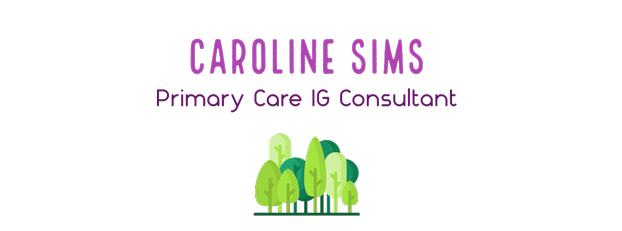 CAROLINE SIMS
Primary Care IG Consultant